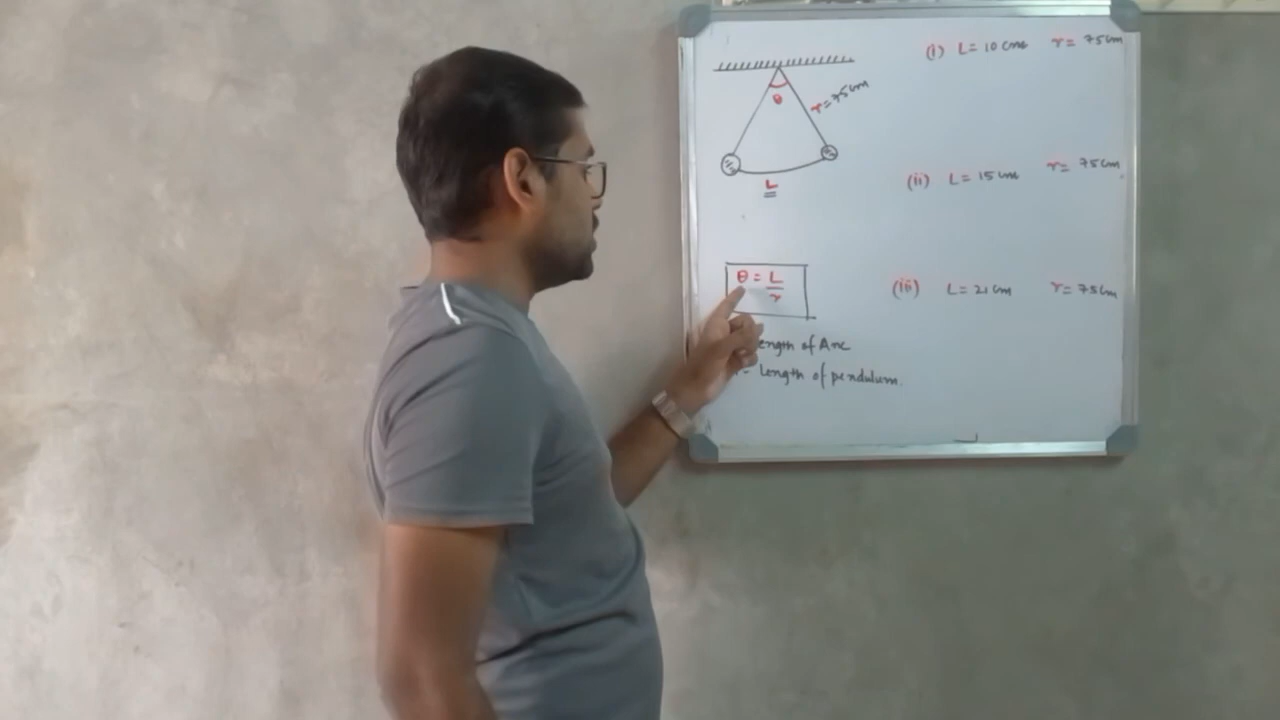 (i) L = 10 cm r = 75 cm
θ
r = 75 cm
L
(ii) L = 15 cm r = 75 cm
θ = L/r
(iii) L = 21 cm r = 75 cm
length of Arc
length of pendulum.